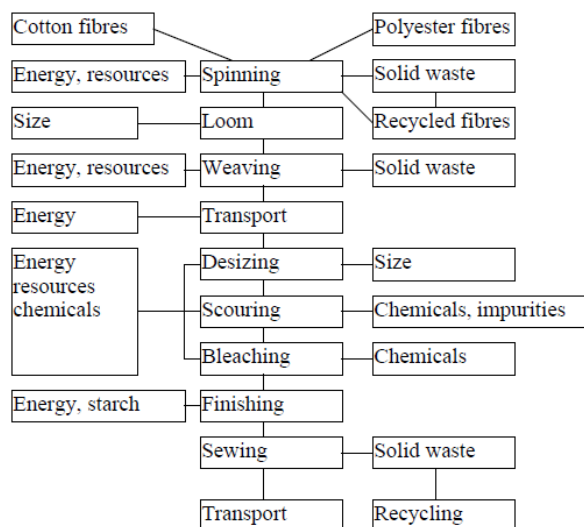 Cotton fibres
Polyester fibres
Energy, resources
Spinning
Solid waste
Size
Loom
Recycled fibres
Energy, resources
Weaving
Solid waste
Energy
Transport
Energy
resources
chemicals
Desizing
Size
Scouring
Chemicals, impurities
Bleaching
Chemicals
Energy, starch
Finishing
Sewing
Solid waste
Transport
Recycling